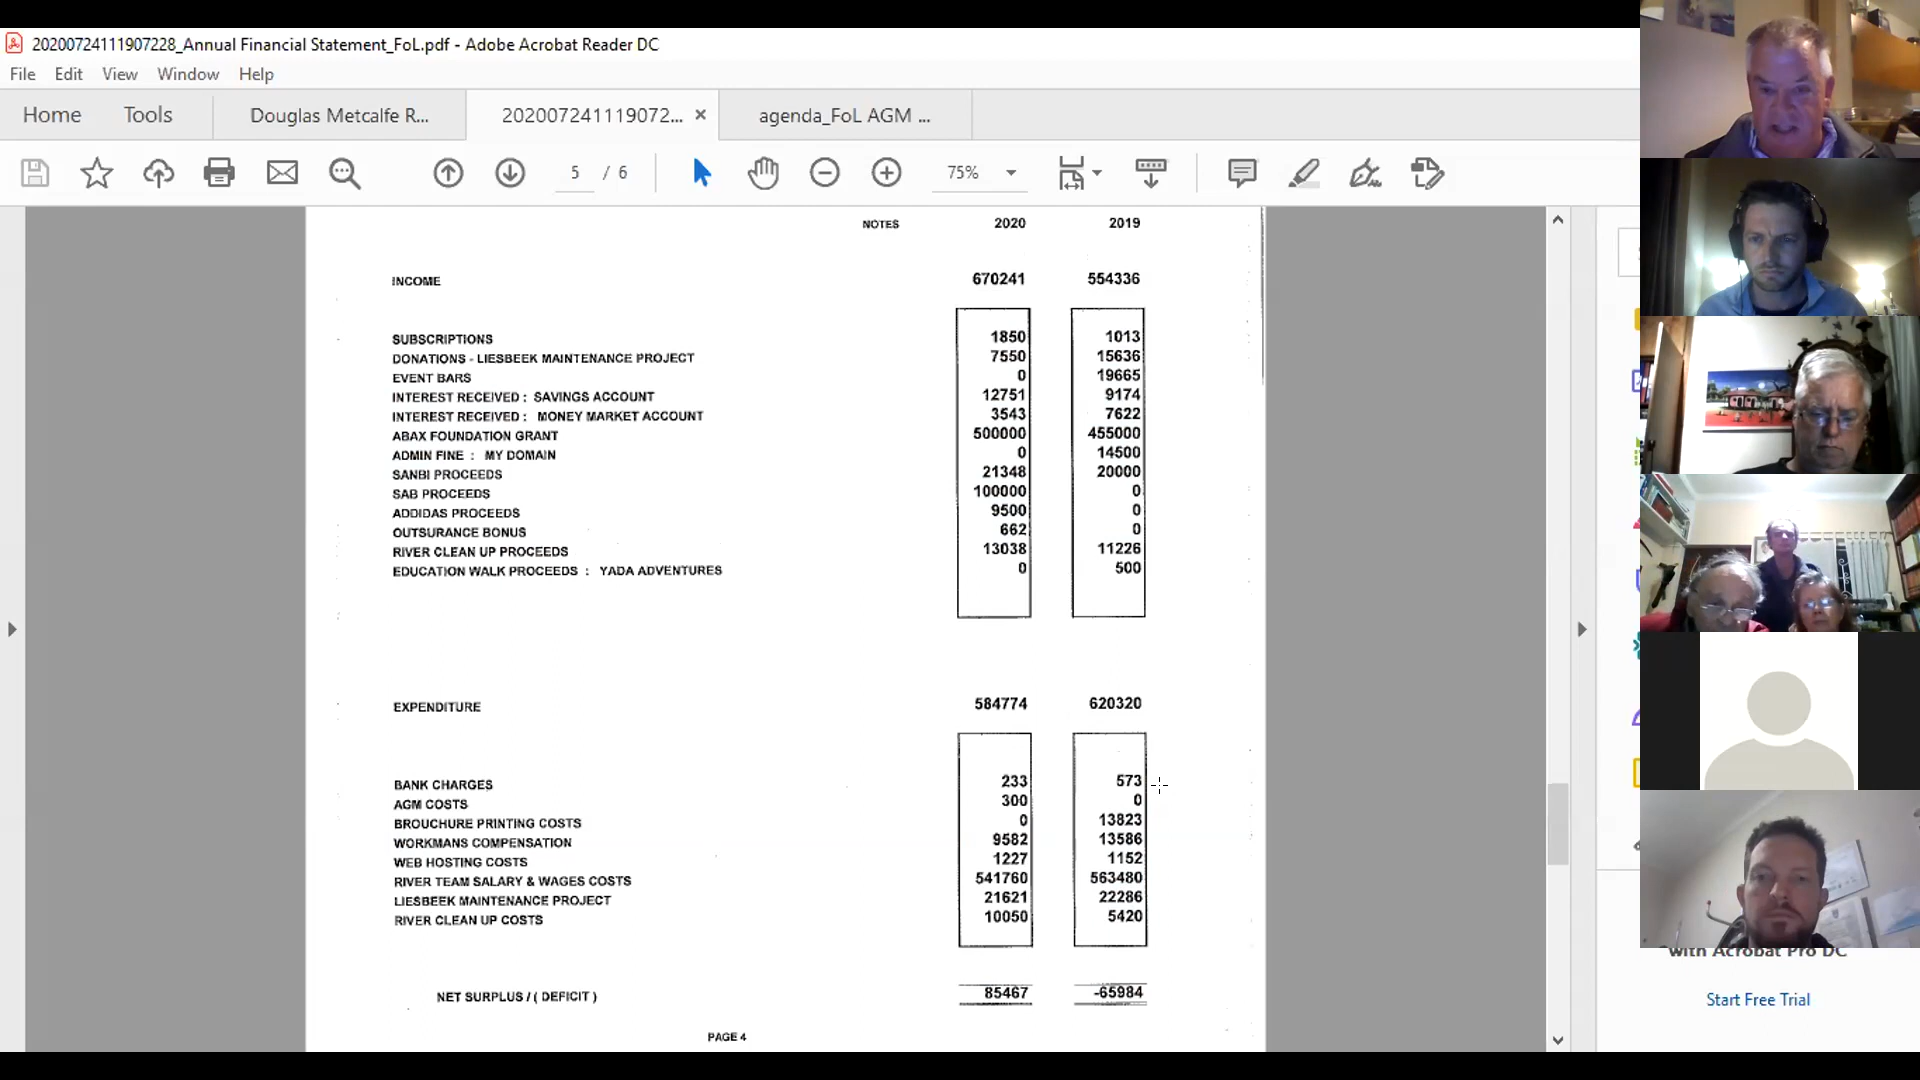 20200724111907228_Annual Financial Statement_FoL.pdf - Adobe Acrobat Reader DC
File Edit View Window Help
Home Tools Douglas Metcalfe R... 202007241119072... × agenda_FoL AGM ...
5 / 6 75%
NOTES 2020 2019
INCOME 670241 554336
SUBSCRIPTIONS 1850 1013
DONATIONS - LIESBEEK MAINTENANCE PROJECT 7550 15636
EVENT BARS 0 19665
INTEREST RECEIVED : SAVINGS ACCOUNT 12751 9174
INTEREST RECEIVED : MONEY MARKET ACCOUNT 3543 7622
ABAX FOUNDATION GRANT 500000 455000
ADMIN FINE : MY DOMAIN 0 14500
SANBI PROCEEDS 21348 20000
SAB PROCEEDS 100000 0
ADDIDAS PROCEEDS 9500 0
OUTSURANCE BONUS 662 0
RIVER CLEAN UP PROCEEDS 13038 11226
EDUCATION WALK PROCEEDS : YADA ADVENTURES 0 500
EXPENDITURE 584774 620320
BANK CHARGES 233 573
AGM COSTS 300 0
BROUCHURE PRINTING COSTS 0 13823
WORKMANS COMPENSATION 9582 13586
WEB HOSTING COSTS 1227 1152
RIVER TEAM SALARY & WAGES COSTS 541760 563480
LIESBEEK MAINTENANCE PROJECT 21621 22286
RIVER CLEAN UP COSTS 10050 5420
NET SURPLUS / ( DEFICIT ) 85467 -65984
PAGE 4
with Acrobat Pro DC
Start Free Trial